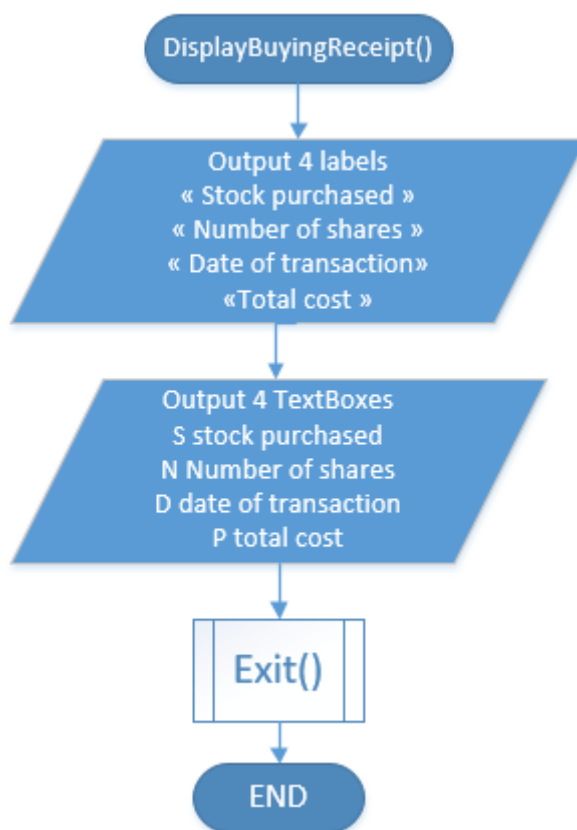 DisplayBuyingReceipt()
Output 4 labels
« Stock purchased »
« Number of shares »
« Date of transaction»
«Total cost »
Output 4 TextBoxes
S stock purchased
N Number of shares
D date of transaction
P total cost
Exit()
END